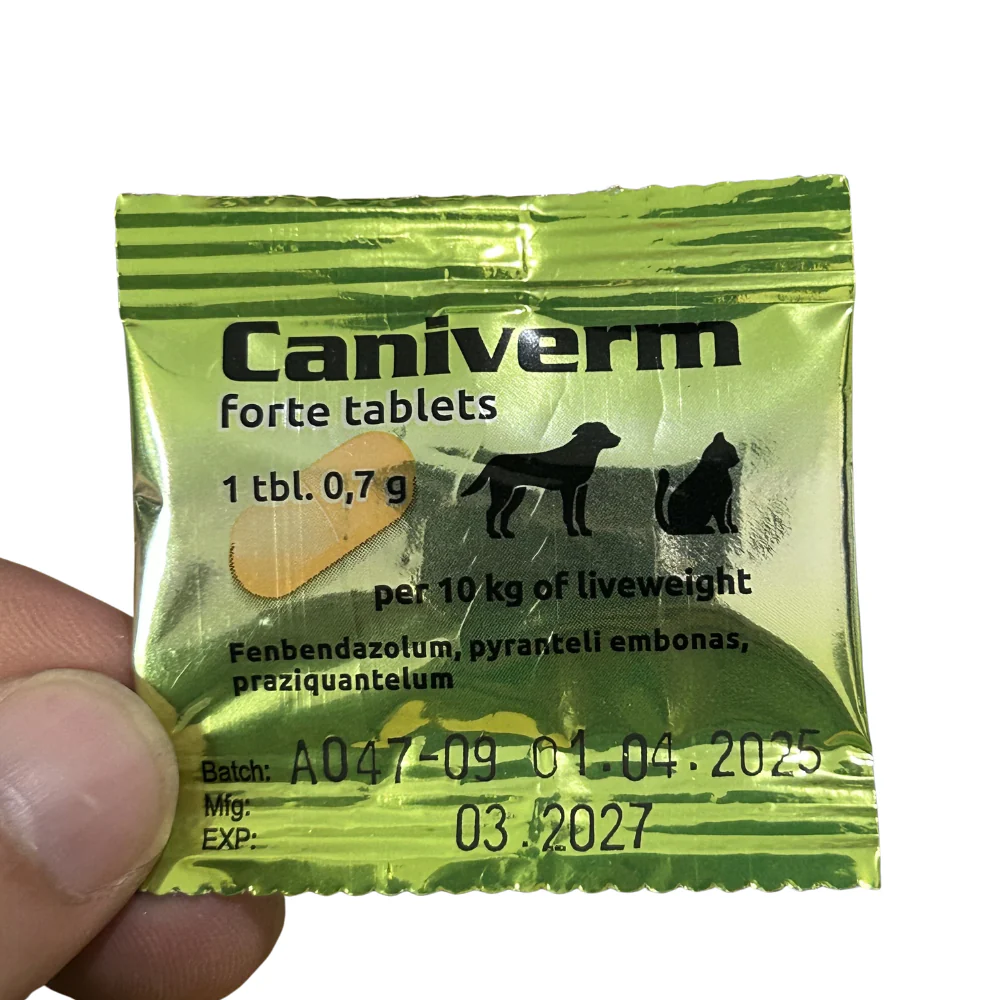 Caniverm
forte tablets
1 tbl. 0,7 g
per 10 kg of liveweight
Fenbendazolum, pyranteli embonas,
praziquantelum
Batch: A047-09 01.04.2025
Mfg:
EXP: 03.2027